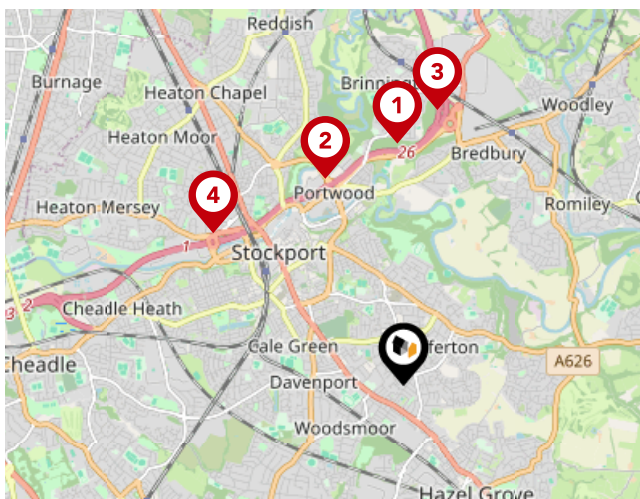 Reddish
Burnage
Heaton Chapel
3
Woodley
1
Heaton Moor
2
26
Bredbury
Portwood
4
Heaton Mersey
Romiley
1
Stockport
2
3
Cheadle Heath
Cale Green
Cheadle
A626
Davenport
Woodsmoor
Hazel Grove